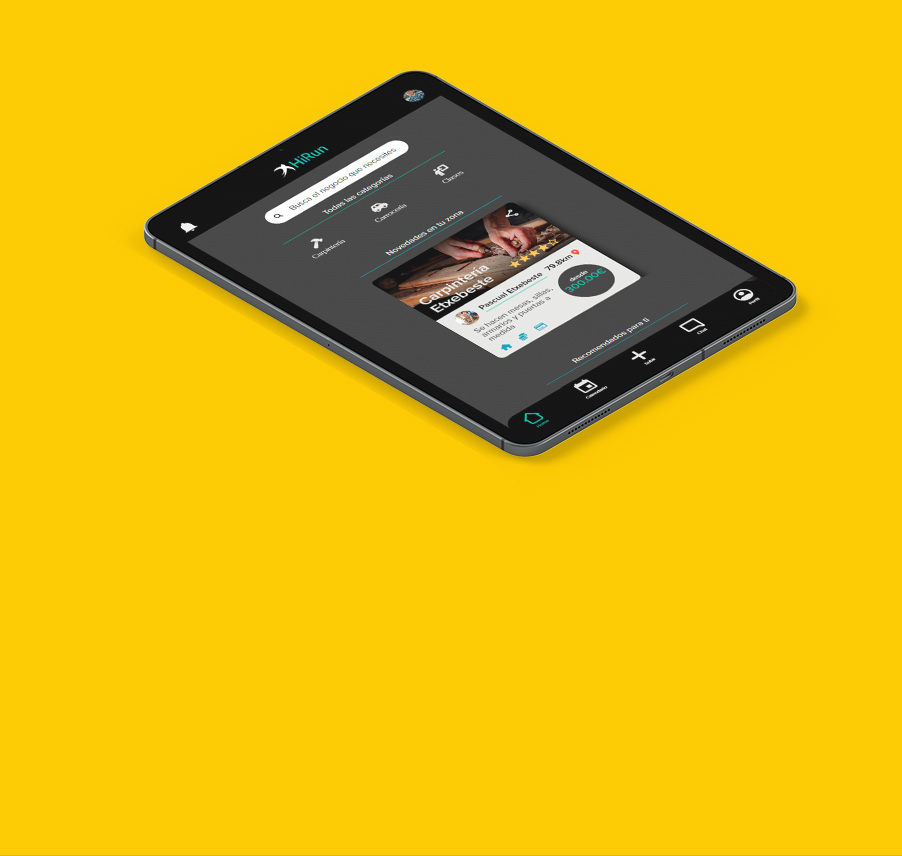 HiRun
Busca el negocio que necesites
Todas las categorías
Carpintería
Carrocería
Clases
Novedades en tu zona
Carpintería
Etxebeste
Pascual Etxebeste
79.8km
Se hacen mesas, sillas,
armarios y puertas a
medida
desde
300.00€
Recomendados para ti
Home
Calendario
Subir
Chat
Perfil